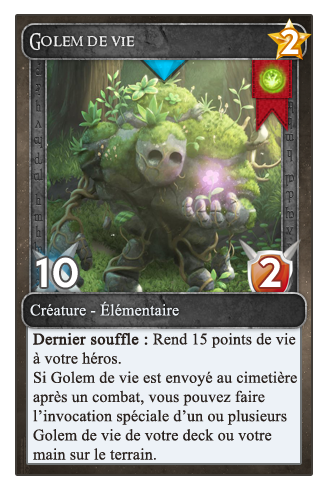 Golem de vie
2
10
2
Créature - Élémentaire
Dernier souffle : Rend 15 points de vie
à votre héros.
Si Golem de vie est envoyé au cimetière
après un combat, vous pouvez faire
l'invocation spéciale d'un ou plusieurs
Golem de vie de votre deck ou votre
main sur le terrain.